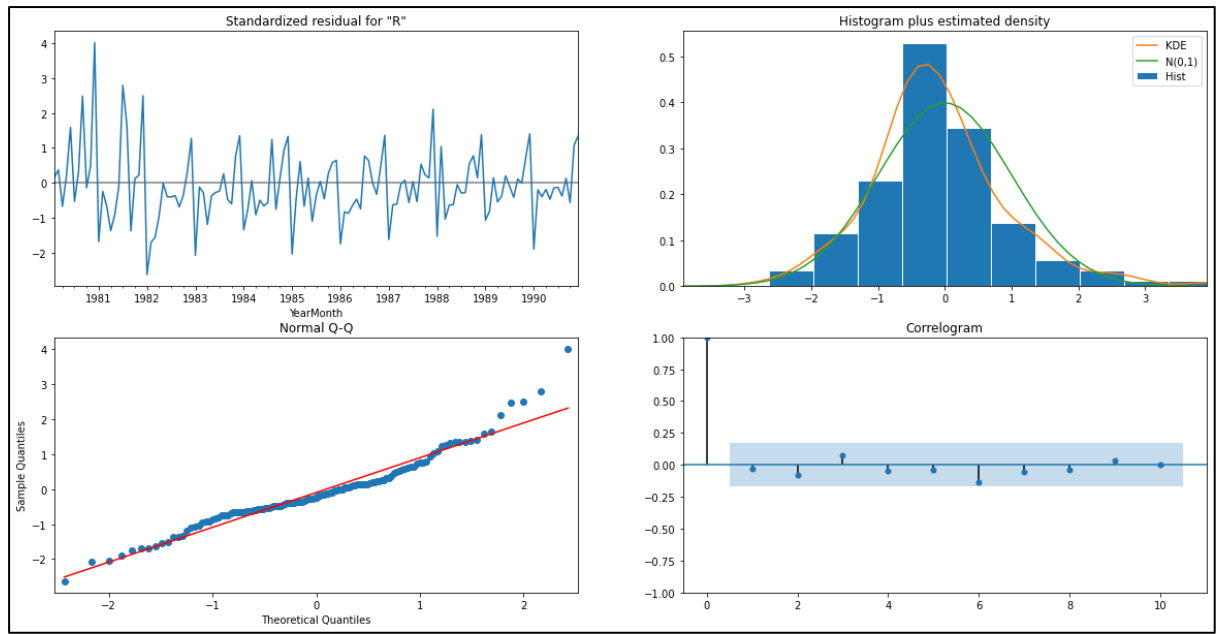 Standardized residual for "R"
4
3
2
1
0
−1
−2
1981 1982 1983 1984 1985 1986 1987 1988 1989 1990
YearMonth
Histogram plus estimated density
KDE
N(0,1)
Hist
0.5
0.4
0.3
0.2
0.1
0.0
−3 −2 −1 0 1 2 3
Normal Q-Q
Sample Quantiles
4
3
2
1
0
−1
−2
−2 −1 0 1 2
Theoretical Quantiles
Correlogram
1.00
0.75
0.50
0.25
0.00
−0.25
−0.50
−0.75
−1.00
0 2 4 6 8 10